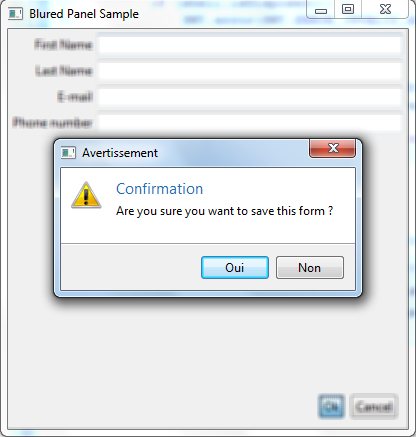 Blured Panel Sample
First Name
Last Name
E-mail
Phone number
Avertissement
Confirmation
Are you sure you want to save this form ?
Oui Non
Ok Cancel